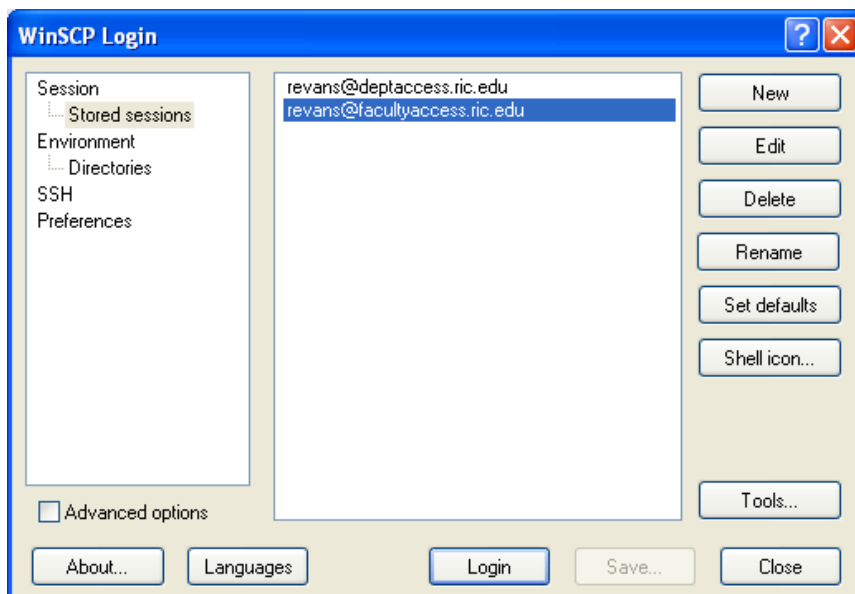 WinSCP Login
Session
Stored sessions
Environment
Directories
SSH
Preferences
Advanced options
revans@deptaccess.ric.edu
revans@facultyaccess.ric.edu
New
Edit
Delete
Rename
Set defaults
Shell icon...
Tools...
About...
Languages
Login
Save...
Close